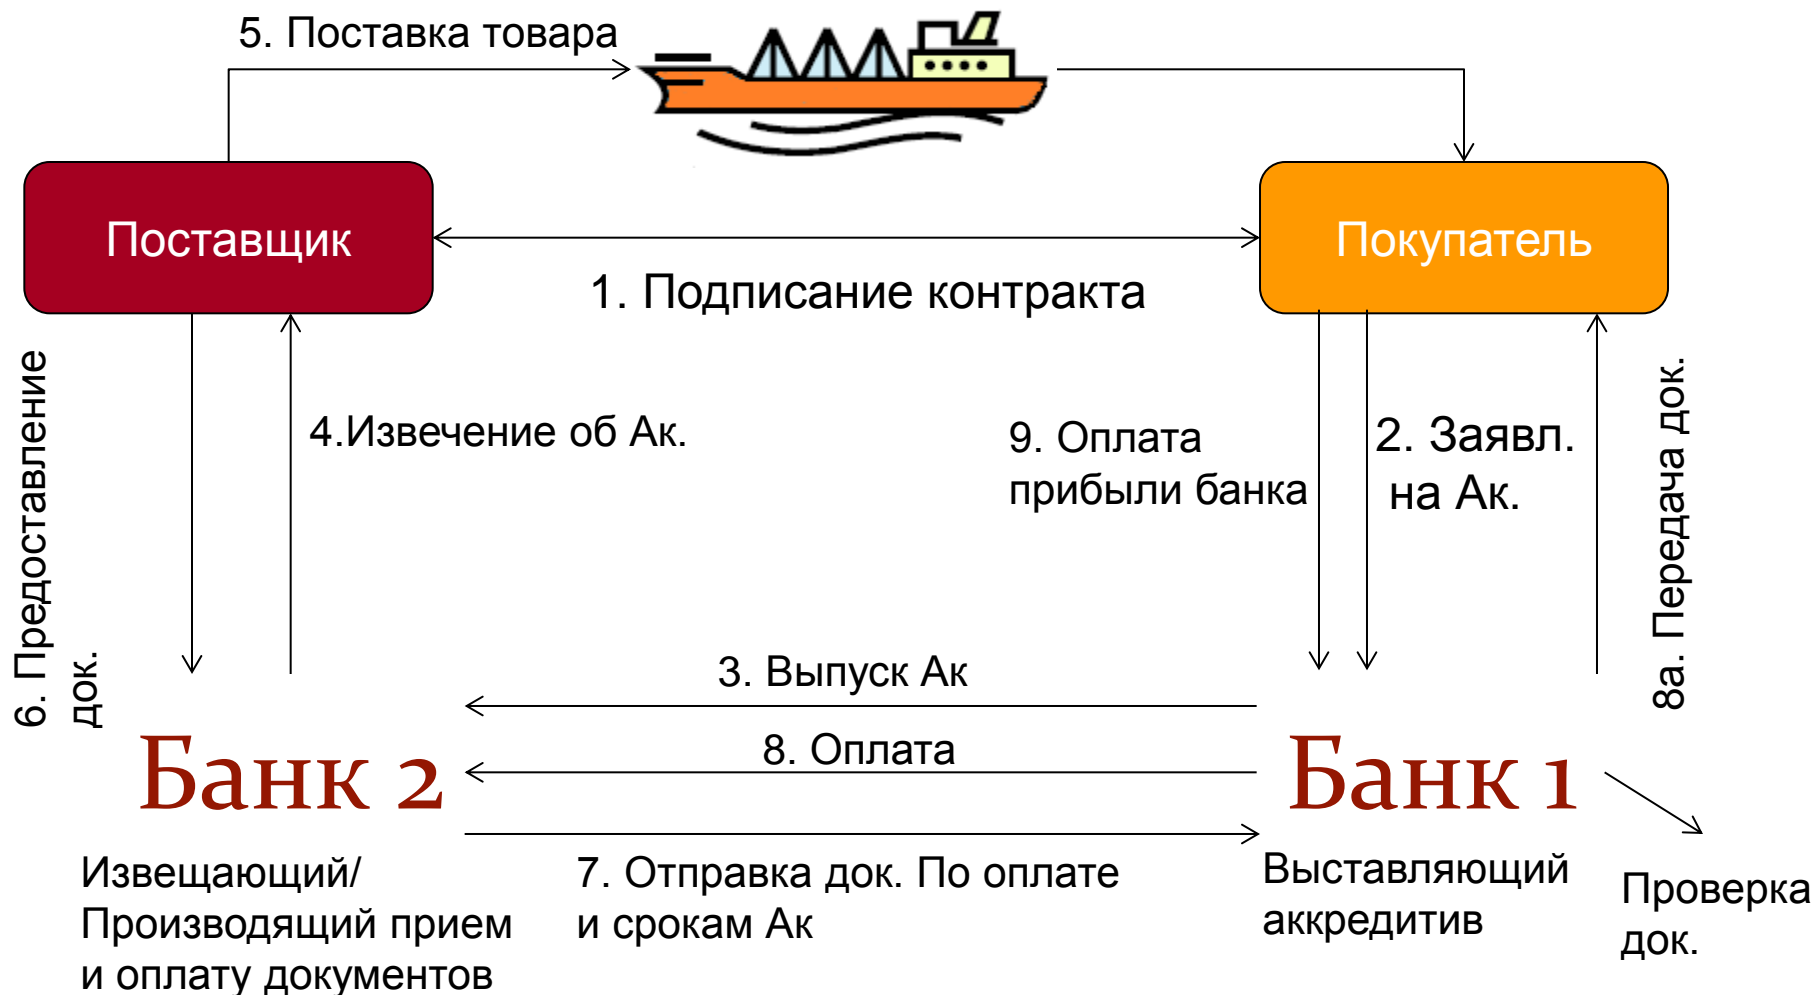 5. Поставка товара
Поставщик
Покупатель
1. Подписание контракта
6. Предоставление
док.
4.Извечение об Ак.
9. Оплата
прибыли банка
2. Заявл.
на Ак.
8а. Передача док.
3. Выпуск Ак
8. Оплата
Банк 2
Банк 1
Извещающий/
Производящий прием
и оплату документов
7. Отправка док. По оплате
и срокам Ак
Выставляющий
аккредитив
Проверка
док.